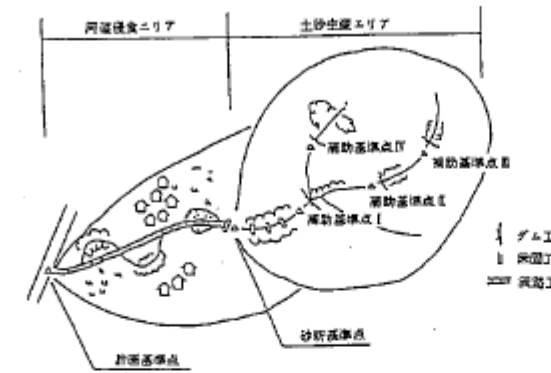 河道侵食エリア
土砂生産エリア
補助基準点Ⅳ
補助基準点Ⅲ
補助基準点Ⅱ
補助基準点Ⅰ
ダム工
床固工
流路工
砂防基準点
計画基準点